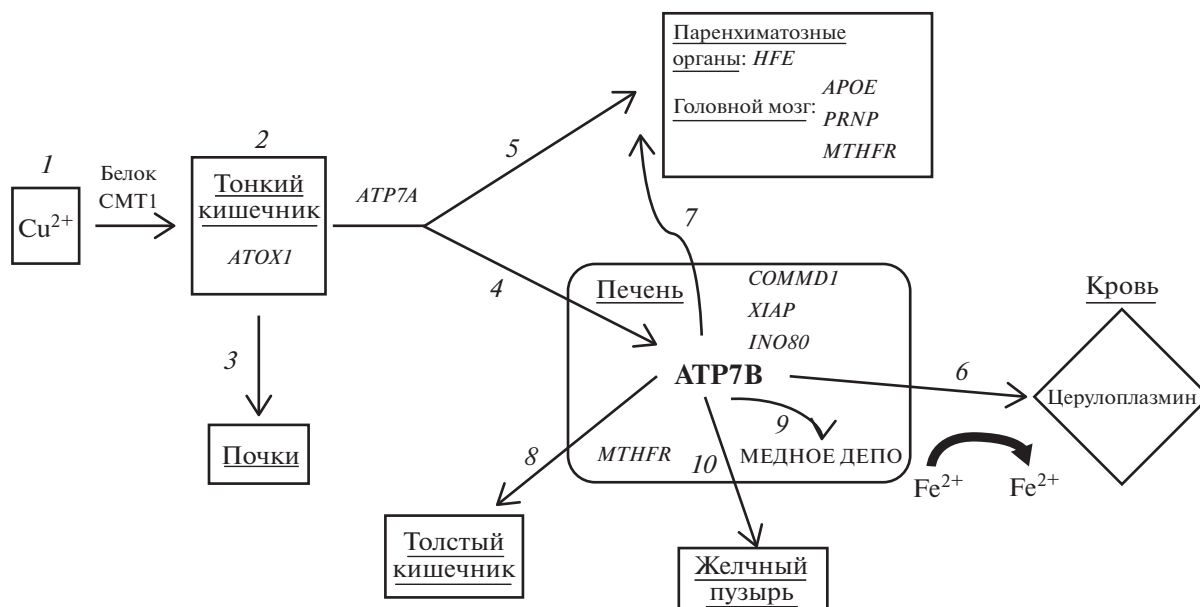 Паренхиматозные
органы: HFE
Головной мозг:
APOE
PRNP
MTHFR
1
Cu2+
Белок
CMT1
2
Тонкий
кишечник
ATOX1
ATP7A
5
4
3
Почки
7
Печень
COMMD1
XIAP
INO80
ATP7B
6
Кровь
Церулоплазмин
9
МЕДНОЕ ДЕПО
MTHFR
8
10
Fe2+
Fe2+
Толстый
кишечник
Желчный
пузырь